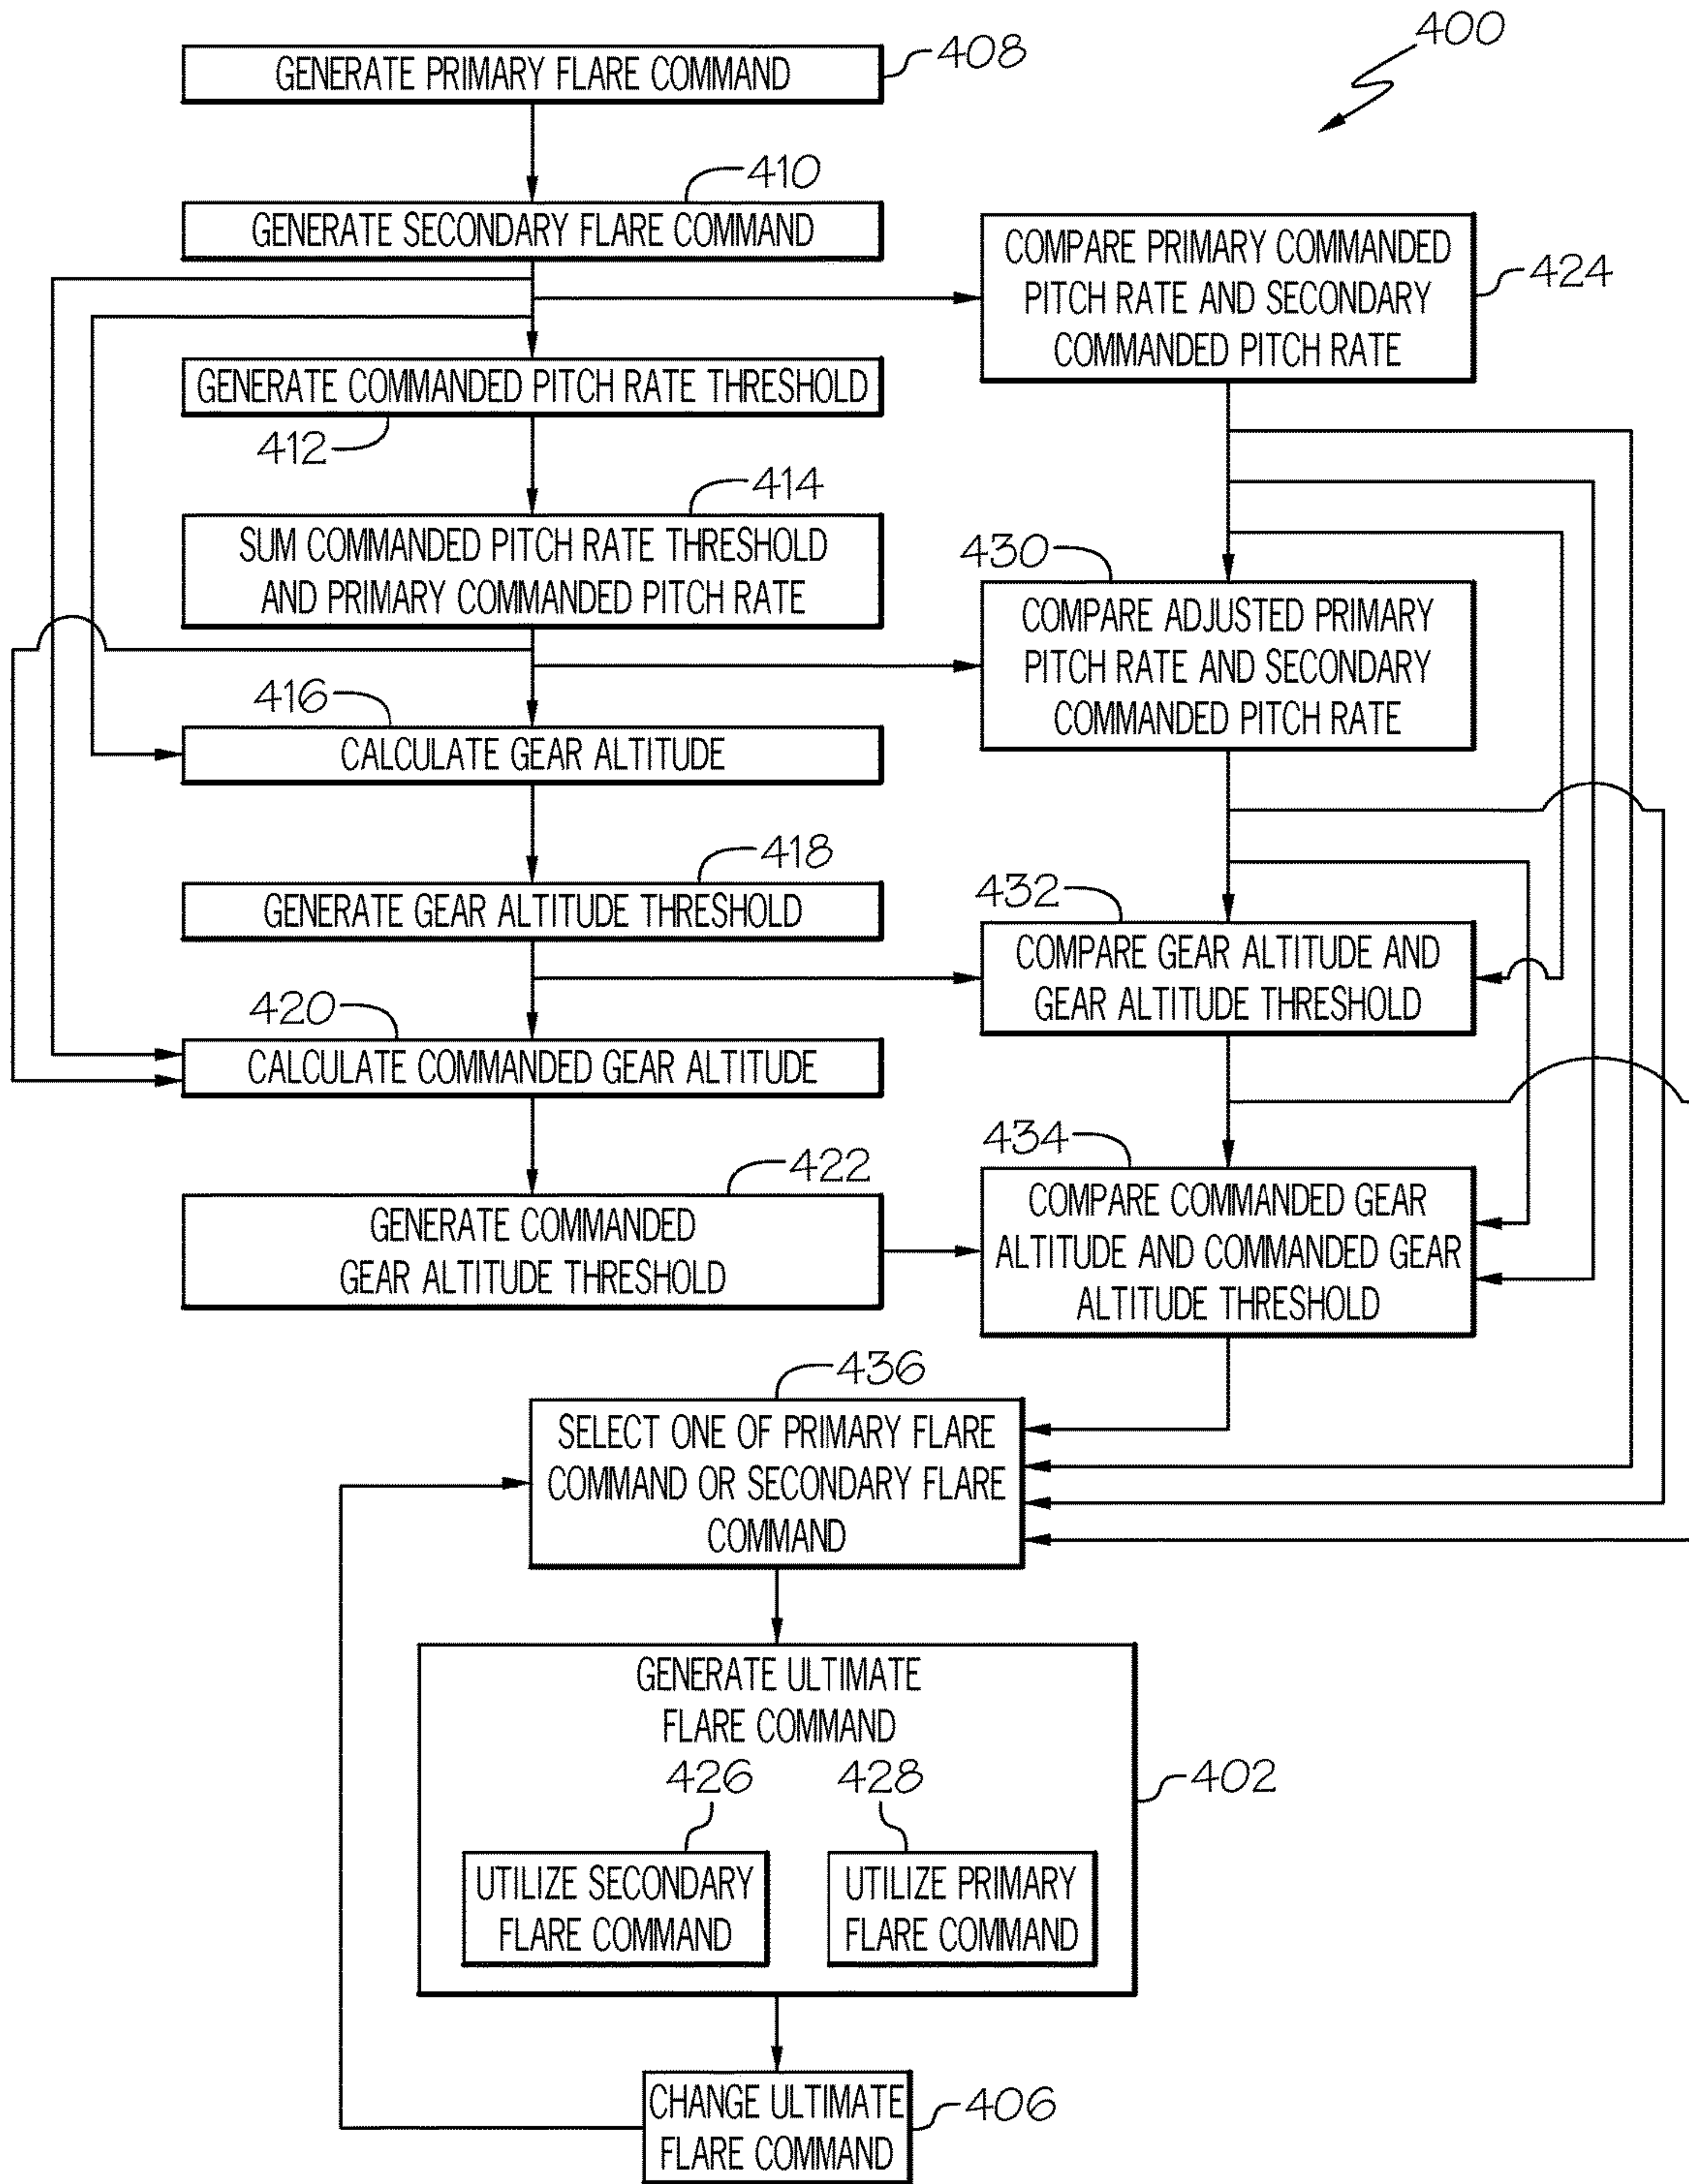 400
GENERATE PRIMARY FLARE COMMAND
408
410
GENERATE SECONDARY FLARE COMMAND
COMPARE PRIMARY COMMANDED
PITCH RATE AND SECONDARY
COMMANDED PITCH RATE
424
GENERATE COMMANDED PITCH RATE THRESHOLD
412
414
SUM COMMANDED PITCH RATE THRESHOLD
AND PRIMARY COMMANDED PITCH RATE
430
COMPARE ADJUSTED PRIMARY
PITCH RATE AND SECONDARY
COMMANDED PITCH RATE
416
CALCULATE GEAR ALTITUDE
418
GENERATE GEAR ALTITUDE THRESHOLD
432
COMPARE GEAR ALTITUDE AND
GEAR ALTITUDE THRESHOLD
420
CALCULATE COMMANDED GEAR ALTITUDE
434
COMPARE COMMANDED GEAR
ALTITUDE AND COMMANDED GEAR
ALTITUDE THRESHOLD
422
GENERATE COMMANDED
GEAR ALTITUDE THRESHOLD
436
SELECT ONE OF PRIMARY FLARE
COMMAND OR SECONDARY FLARE
COMMAND
GENERATE ULTIMATE
FLARE COMMAND
402
426
UTILIZE SECONDARY
FLARE COMMAND
428
UTILIZE PRIMARY
FLARE COMMAND
CHANGE ULTIMATE
FLARE COMMAND
406